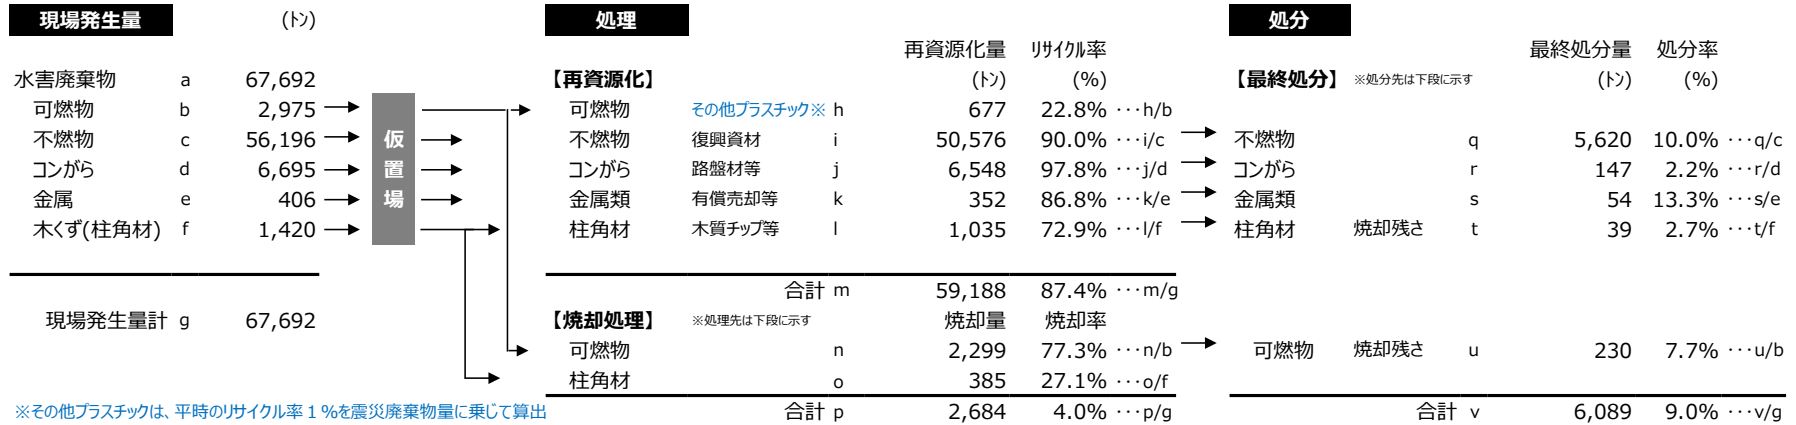 現場発生量 (トン) 処理 処分
再資源化量 リサイクル率 最終処分量 処分率
水害廃棄物 a 67,692 【再資源化】 (トン) (%) 【最終処分】 ※処分先は下段に示す (トン) (%)
可燃物 b 2,975 可燃物 その他プラスチック※ h 677 22.8% ･･･h/b
不燃物 c 56,196 不燃物 復興資材 i 50,576 90.0% ･･･i/c 不燃物 q 5,620 10.0% ･･･q/c
コンがら d 6,695 コンがら 路盤材等 j 6,548 97.8% ･･･j/d コンがら r 147 2.2% ･･･r/d
金属 e 406 金属類 有償売却等 k 352 86.8% ･･･k/e 金属類 s 54 13.3% ･･･s/e
木くず(柱角材) f 1,420 柱角材 木質チップ等 l 1,035 72.9% ･･･l/f 柱角材 焼却残さ t 39 2.7% ･･･t/f
仮置場
合計 m 59,188 87.4% ･･･m/g
現場発生量計 g 67,692 【焼却処理】 ※処理先は下段に示す 焼却量 焼却率
可燃物 n 2,299 77.3% ･･･n/b 可燃物 焼却残さ u 230 7.7% ･･･u/b
柱角材 o 385 27.1% ･･･o/f
※その他プラスチックは、平時のリサイクル率１%を震災廃棄物量に乗じて算出 合計 p 2,684 4.0% ･･･p/g 合計 v 6,089 9.0% ･･･v/g